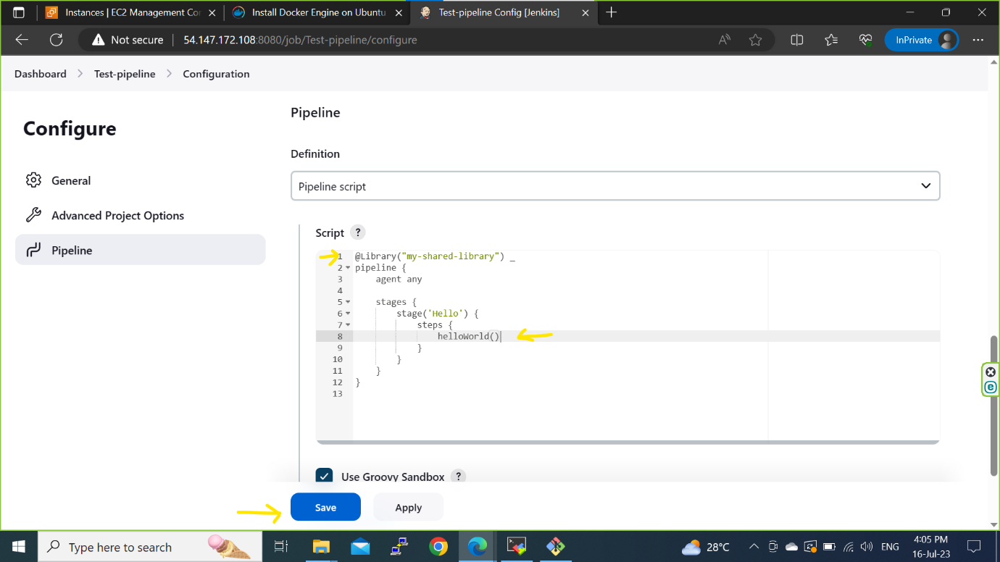 Instances | EC2 Management Con
Install Docker Engine on Ubuntu
Test-pipeline Config [Jenkins]
Not secure
54.147.172.108:8080/job/Test-pipeline/configure
InPrivate
Dashboard > Test-pipeline > Configuration
Configure
General
Advanced Project Options
Pipeline
Pipeline
Definition
Pipeline script
Script ?
1 @Library("my-shared-library") _
2 pipeline {
3 agent any
4
5 stages {
6 stage('Hello') {
7 steps {
8 helloWorld()
9 }
10 }
11 }
12 }
13
Use Groovy Sandbox ?
Save
Apply
Type here to search
28°C
ENG
4:05 PM
16-Jul-23